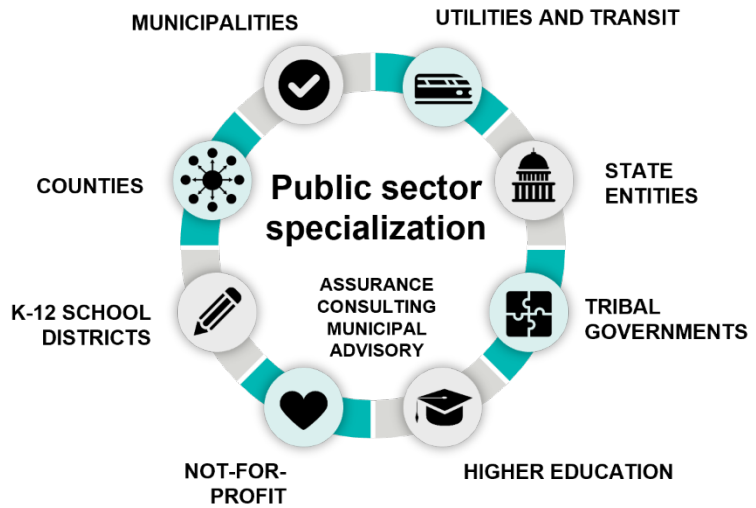 MUNICIPALITIES
UTILITIES AND TRANSIT
COUNTIES
Public sector
specialization
STATE
ENTITIES
ASSURANCE
CONSULTING
MUNICIPAL
ADVISORY
K-12 SCHOOL
DISTRICTS
TRIBAL
GOVERNMENTS
NOT-FOR-
PROFIT
HIGHER EDUCATION